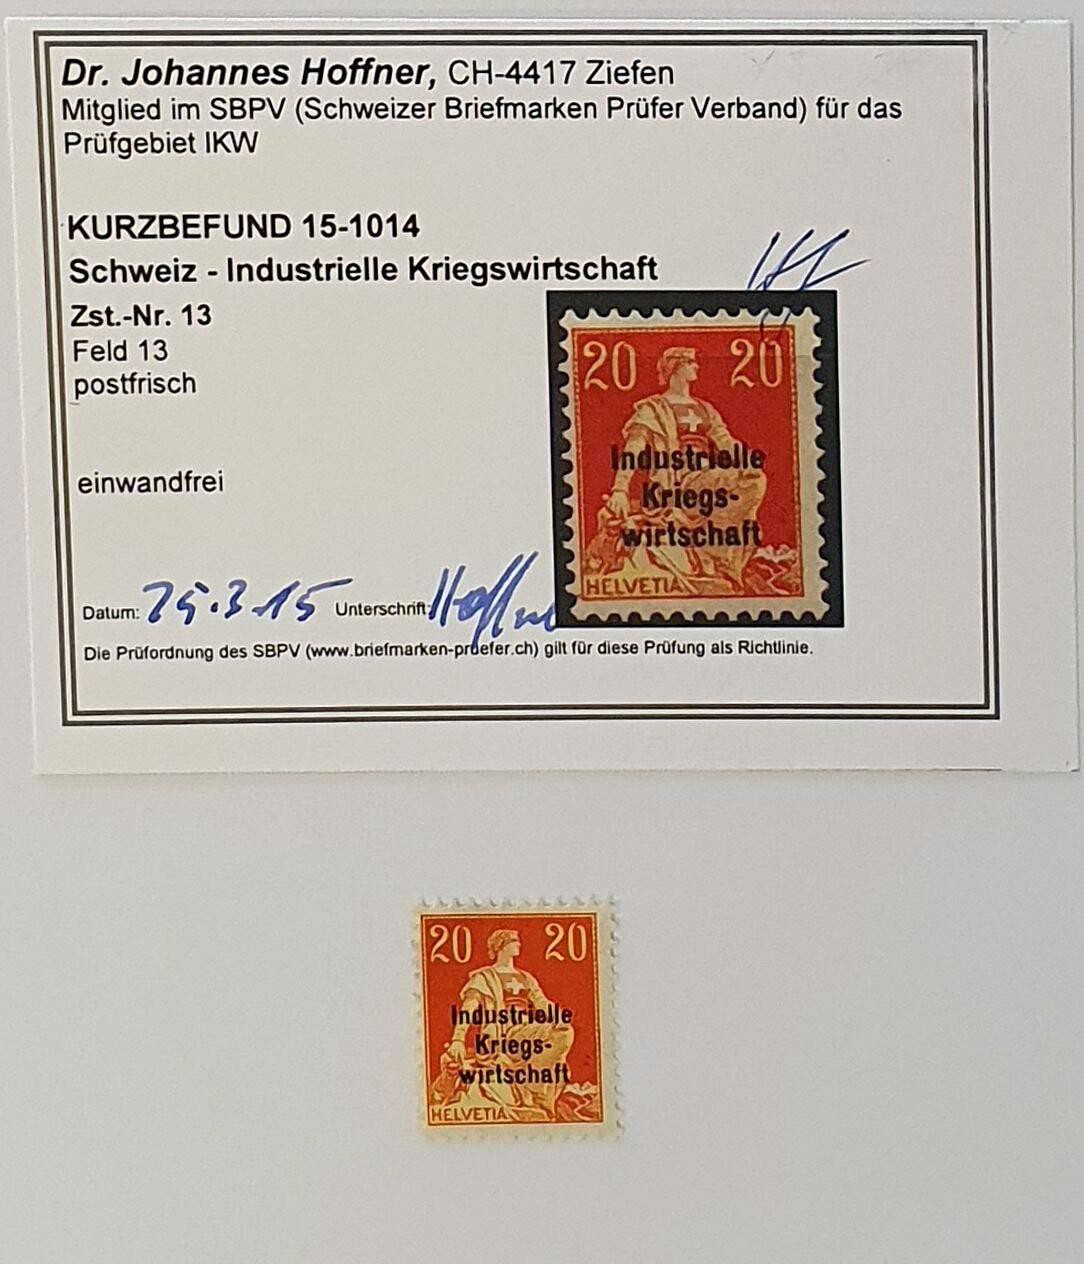 Dr. Johannes Hoffner, CH-4417 Ziefen
Mitglied im SBPV (Schweizer Briefmarken Prüfer Verband) für das
Prüfgebiet IKW
KURZBEFUND 15-1014
Schweiz - Industrielle Kriegswirtschaft
Zst.-Nr. 13
Feld 13
postfrisch
einwandfrei
20 20
Industrielle
Kriegs-
wirtschaft
HELVETIA
Datum: 25.3.15 Unterschrift:
Die Prüfordnung des SBPV (www.briefmarken-pruefer.ch) gilt für diese Prüfung als Richtlinie.
20 20
Industrielle
Kriegs-
wirtschaft
HELVETIA